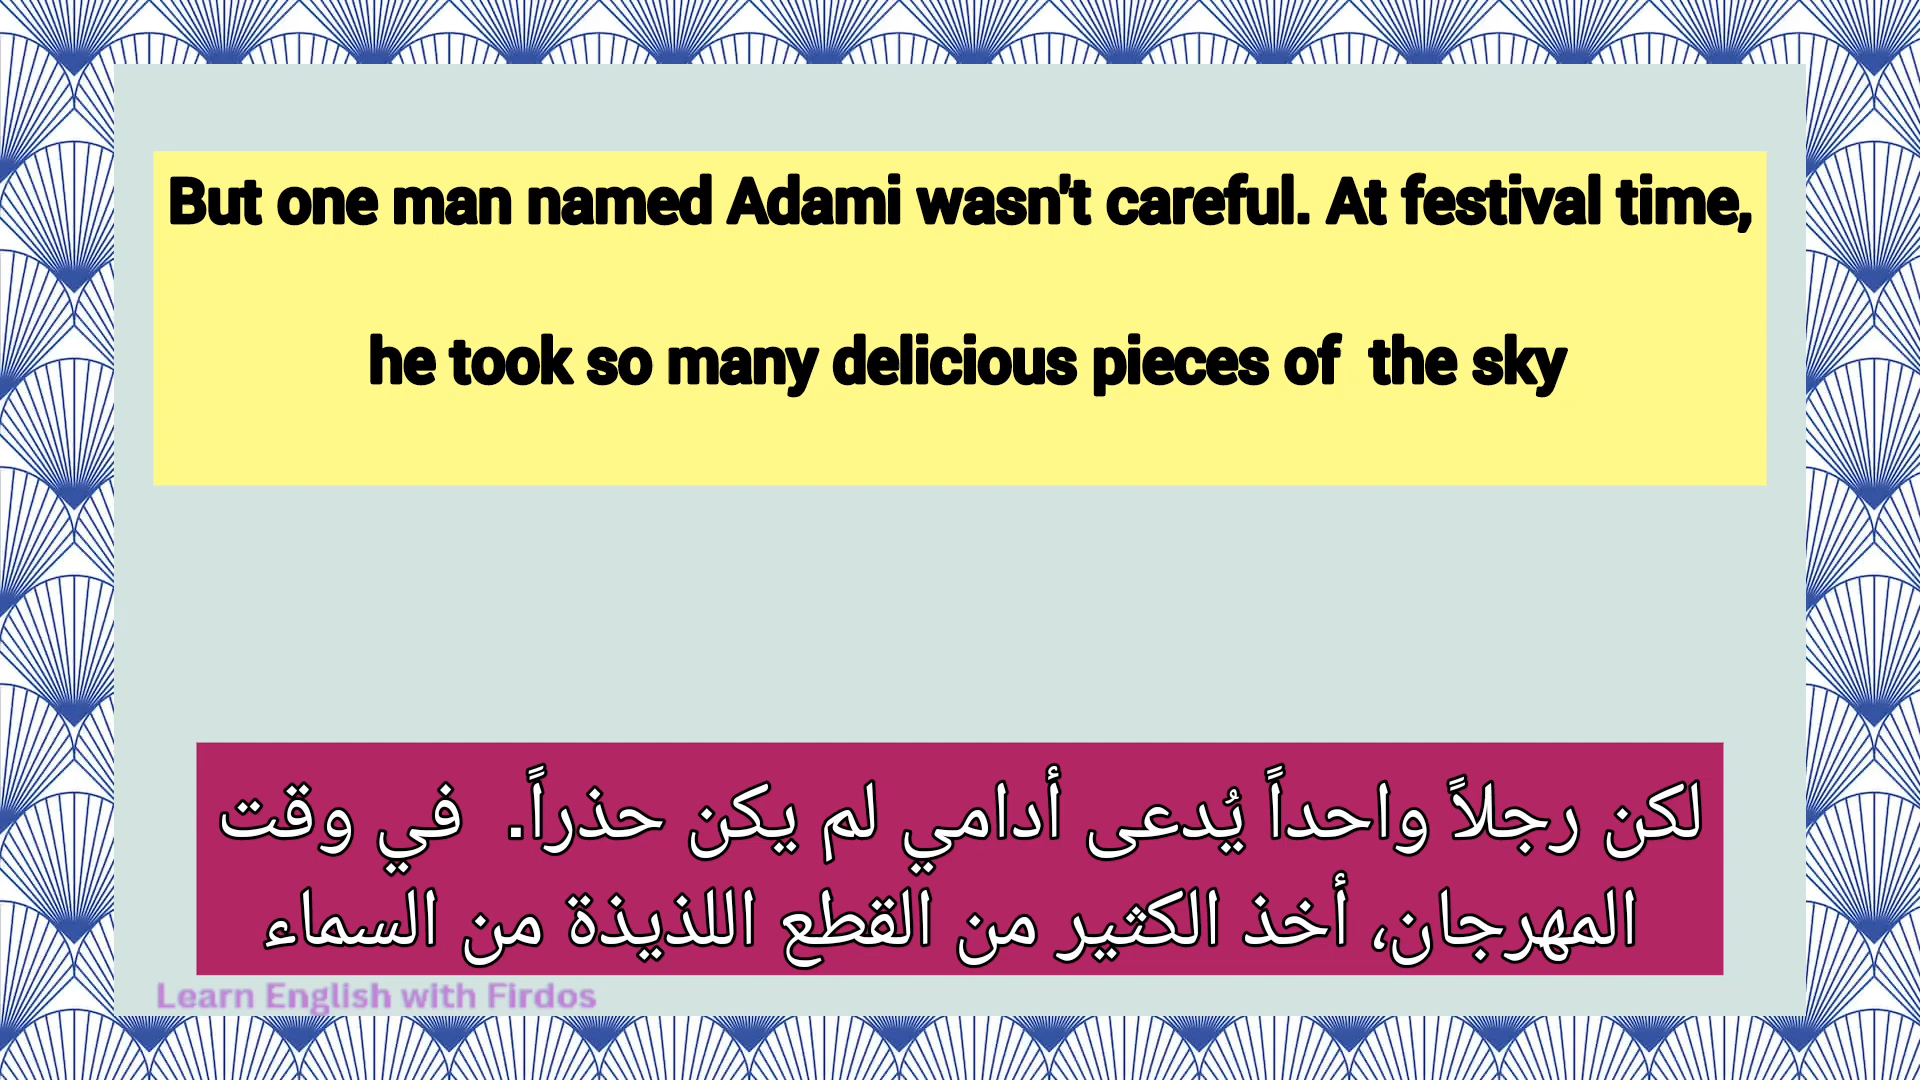 But one man named Adami wasn't careful. At festival time,
he took so many delicious pieces of the sky
لكن رجلاً واحداً يُدعى أدامي لم يكن حذراً. في وقت
المهرجان، أخذ الكثير من القطع اللذيذة من السماء
Learn English with Firdos